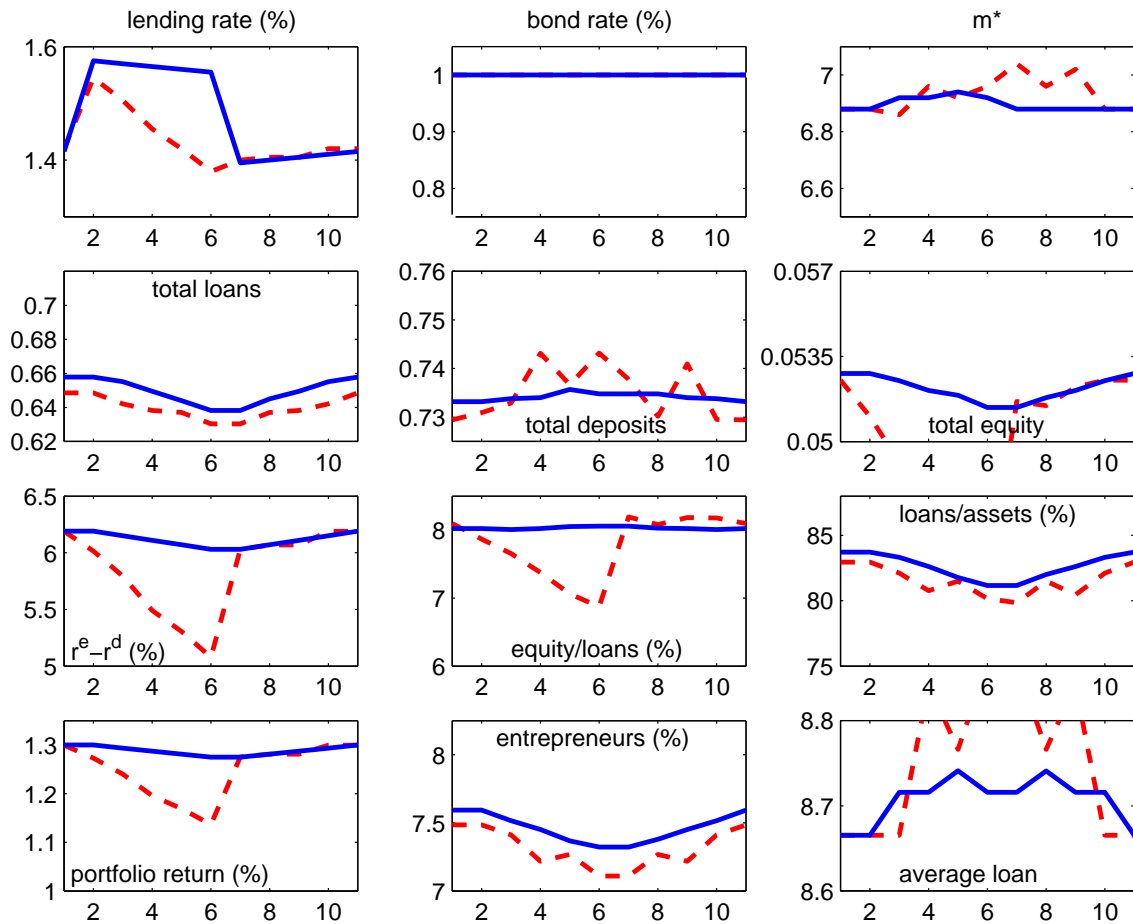 lending rate (%)
bond rate (%)
m*
1.6
1.4
2 4 6 8 10
1
0.9
0.8
2 4 6 8 10
7
6.8
6.6
2 4 6 8 10
total loans
0.7
0.68
0.66
0.64
0.62
2 4 6 8 10
0.76
0.75
0.74
0.73
total deposits
2 4 6 8 10
0.057
0.0535
0.05
total equity
2 4 6 8 10
6.5
6
5.5
5
r^e−r^d (%)
2 4 6 8 10
8
7
6
equity/loans (%)
2 4 6 8 10
loans/assets (%)
85
80
75
2 4 6 8 10
1.3
1.2
1.1
1
portfolio return (%)
2 4 6 8 10
entrepreneurs (%)
8
7.5
7
2 4 6 8 10
8.8
8.7
8.6
average loan
2 4 6 8 10